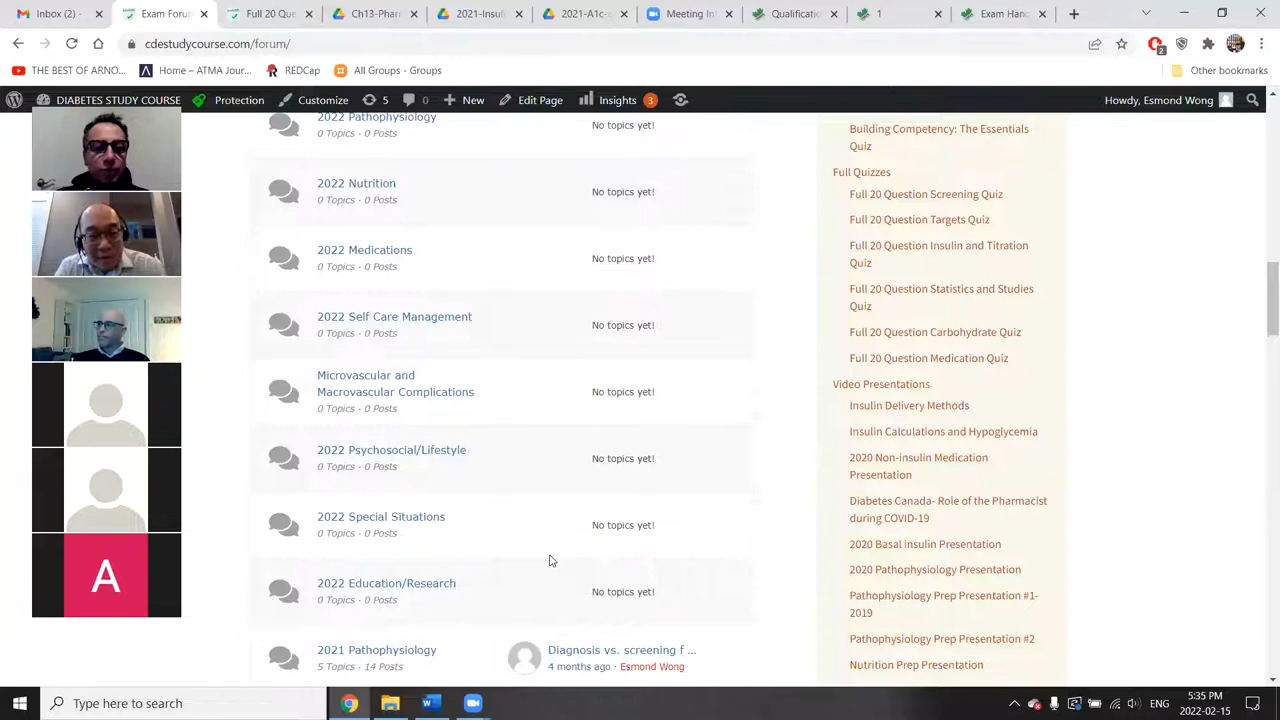 Inbox (240)
Forum
Full 20 Que
Ch13-Phar
2021-Insul
2021-A1c-
Meeting In
Qualificati
1
Exam Hanc
cdestudycourse.com/forum/
2
THE BEST OF ARNO...
Home – ATMA Jour...
REDCap
All Groups - Groups
Other bookmarks
DIABETES STUDY COURSE
Protection
Customize
5
0
New
Edit Page
Insights
3
Howdy, Esmond Wong
2022 Pathophysiology
0 Topics · 0 Posts
No topics yet!
2022 Nutrition
0 Topics · 0 Posts
No topics yet!
2022 Medications
0 Topics · 0 Posts
No topics yet!
2022 Self Care Management
0 Topics · 0 Posts
No topics yet!
Microvascular and
Macrovascular Complications
0 Topics · 0 Posts
No topics yet!
2022 Psychosocial/Lifestyle
0 Topics · 0 Posts
No topics yet!
2022 Special Situations
0 Topics · 0 Posts
No topics yet!
2022 Education/Research
0 Topics · 0 Posts
No topics yet!
2021 Pathophysiology
5 Topics · 14 Posts
Diagnosis vs. screening f ...
4 months ago · Esmond Wong
Building Competency: The Essentials
Quiz
Full Quizzes
Full 20 Question Screening Quiz
Full 20 Question Targets Quiz
Full 20 Question Insulin and Titration
Quiz
Full 20 Question Statistics and Studies
Quiz
Full 20 Question Carbohydrate Quiz
Full 20 Question Medication Quiz
Video Presentations
Insulin Delivery Methods
Insulin Calculations and Hypoglycemia
2020 Non-insulin Medication
Presentation
Diabetes Canada- Role of the Pharmacist
during COVID-19
2020 Basal insulin Presentation
2020 Pathophysiology Presentation
Pathophysiology Prep Presentation #1-
2019
Pathophysiology Prep Presentation #2
Nutrition Prep Presentation
A
Type here to search
5:35 PM
2022-02-15